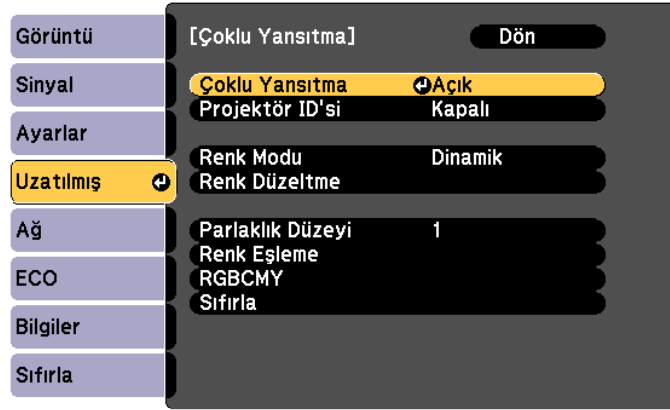 Görüntü
Sinyal
Ayarlar
Uzatılmış
Ağ
ECO
Bilgiler
Sıfırla
[Çoklu Yansıtma] Dön
Çoklu Yansıtma Açık
Projektör ID'si Kapalı
Renk Modu Dinamik
Renk Düzeltme
Parlaklık Düzeyi 1
Renk Eşleme
RGBCMY
Sıfırla